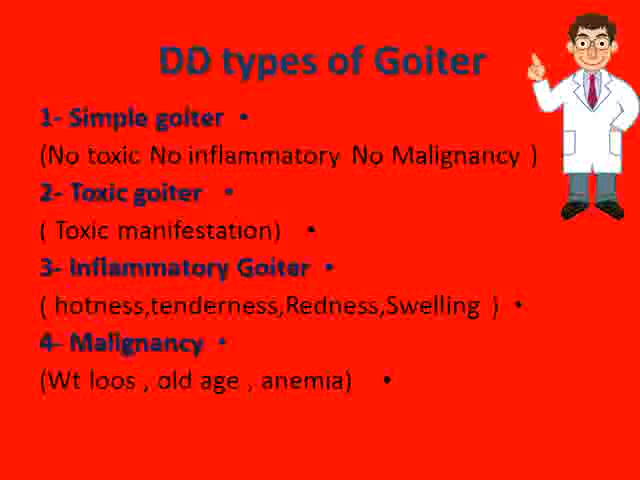 DD types of Goiter
1- Simple goiter •
(No toxic No inflammatory No Malignancy )
2- Toxic goiter •
( Toxic manifestation) •
3- Inflammatory Goiter •
( hotness,tenderness,Redness,Swelling ) •
4- Malignancy •
(Wt loos , old age , anemia) •